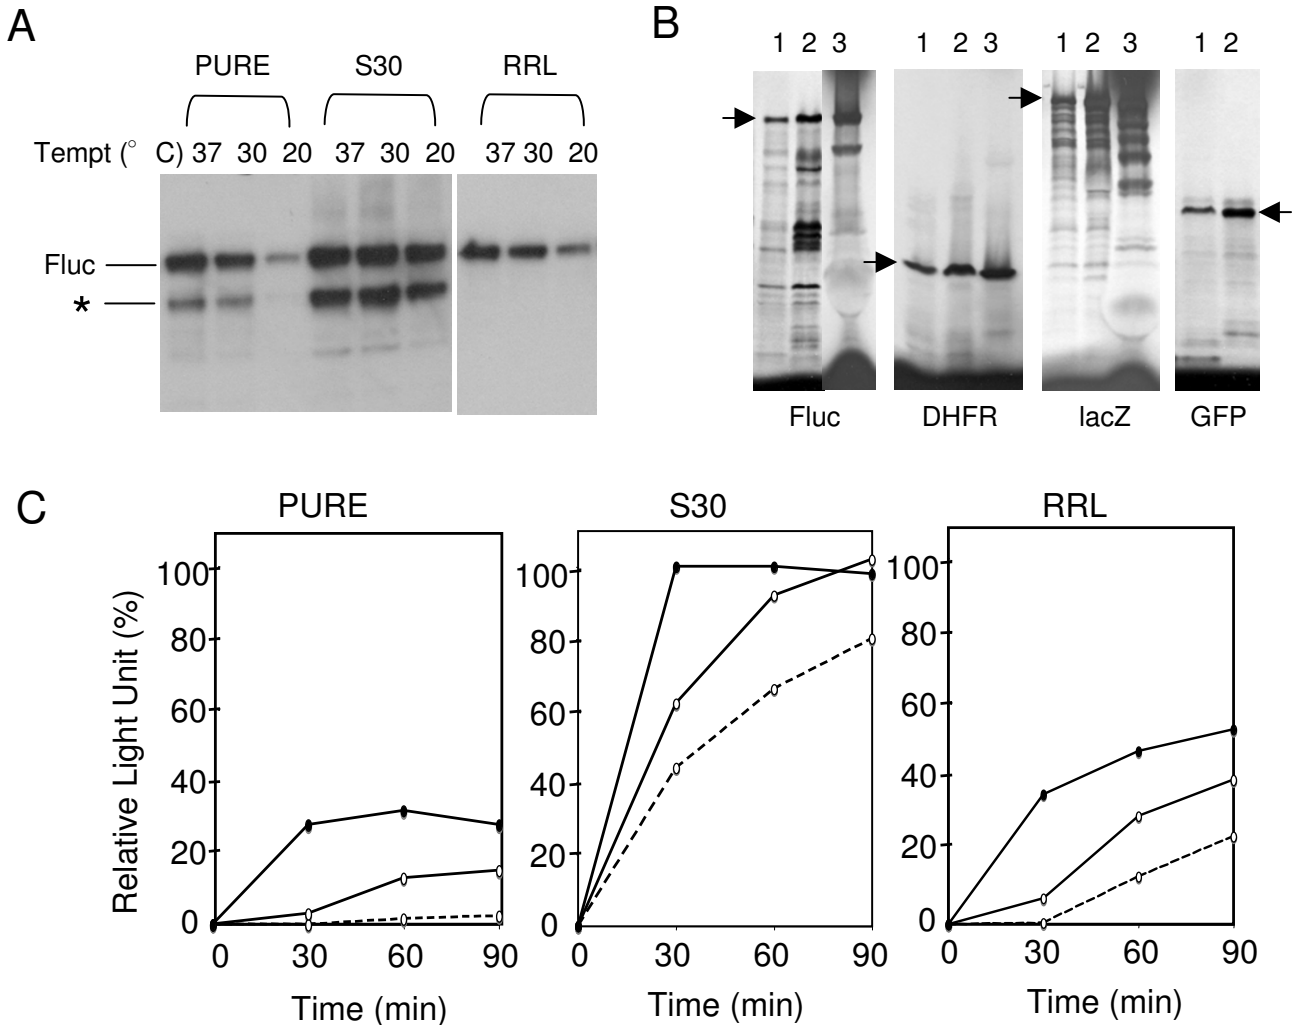 A
PURE S30 RRL
Tempt (° C) 37 30 20 37 30 20 37 30 20
Fluc
*
B
1 2 3 1 2 3 1 2 3 1 2
Fluc DHFR lacZ GFP
C
PURE S30 RRL
Relative Light Unit (%)
100 80 60 40 20 0
0 30 60 90
Time (min)
100 80 60 40 20 0
0 30 60 90
Time (min)
100 80 60 40 20 0
0 30 60 90
Time (min)